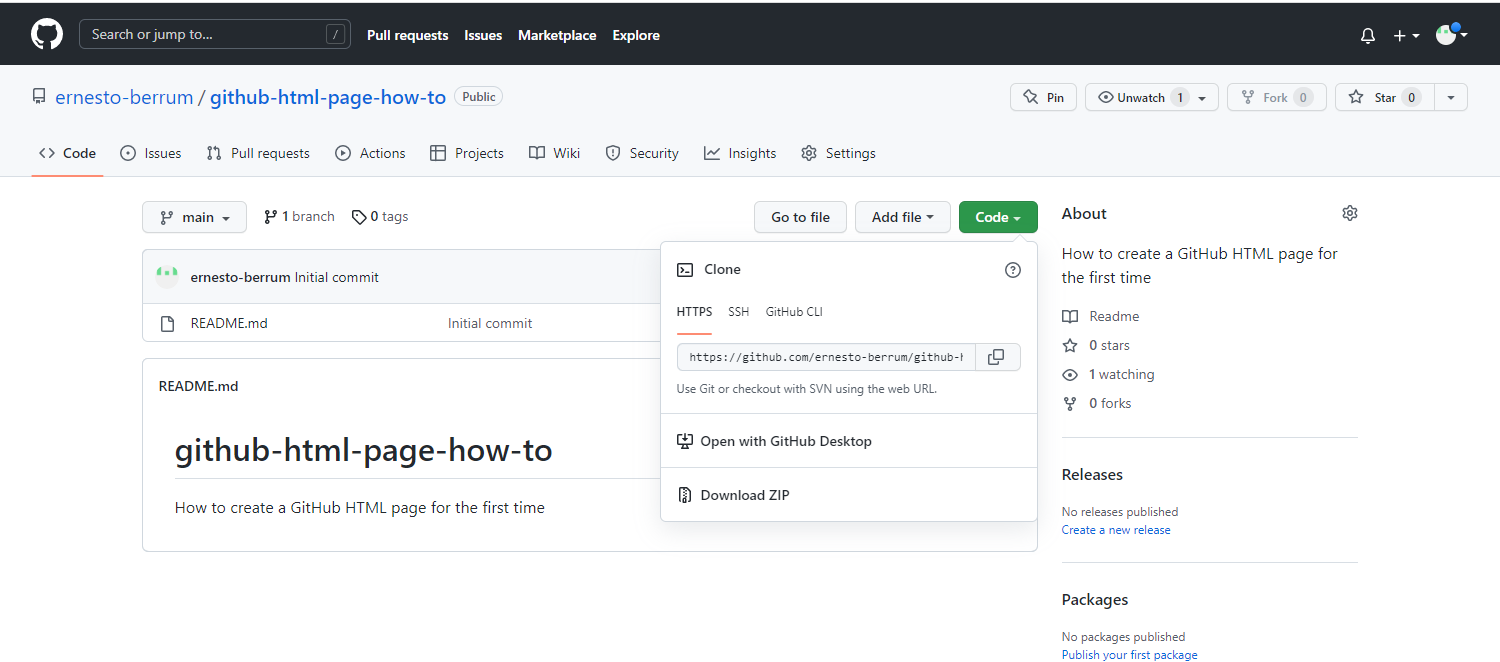 Search or jump to... /
Pull requests Issues Marketplace Explore
ernesto-berrum / github-html-page-how-to Public
Pin Unwatch 1 Fork 0 Star 0
Code Issues Pull requests Actions Projects Wiki Security Insights Settings
main 1 branch 0 tags Go to file Add file Code
ernesto-berrum Initial commit
README.md Initial commit
README.md
github-html-page-how-to
How to create a GitHub HTML page for the first time
Clone
HTTPS SSH GitHub CLI
https://github.com/ernesto-berrum/github-h
Use Git or checkout with SVN using the web URL.
Open with GitHub Desktop
Download ZIP
About
How to create a GitHub HTML page for
the first time
Readme
0 stars
1 watching
0 forks
Releases
No releases published
Create a new release
Packages
No packages published
Publish your first package